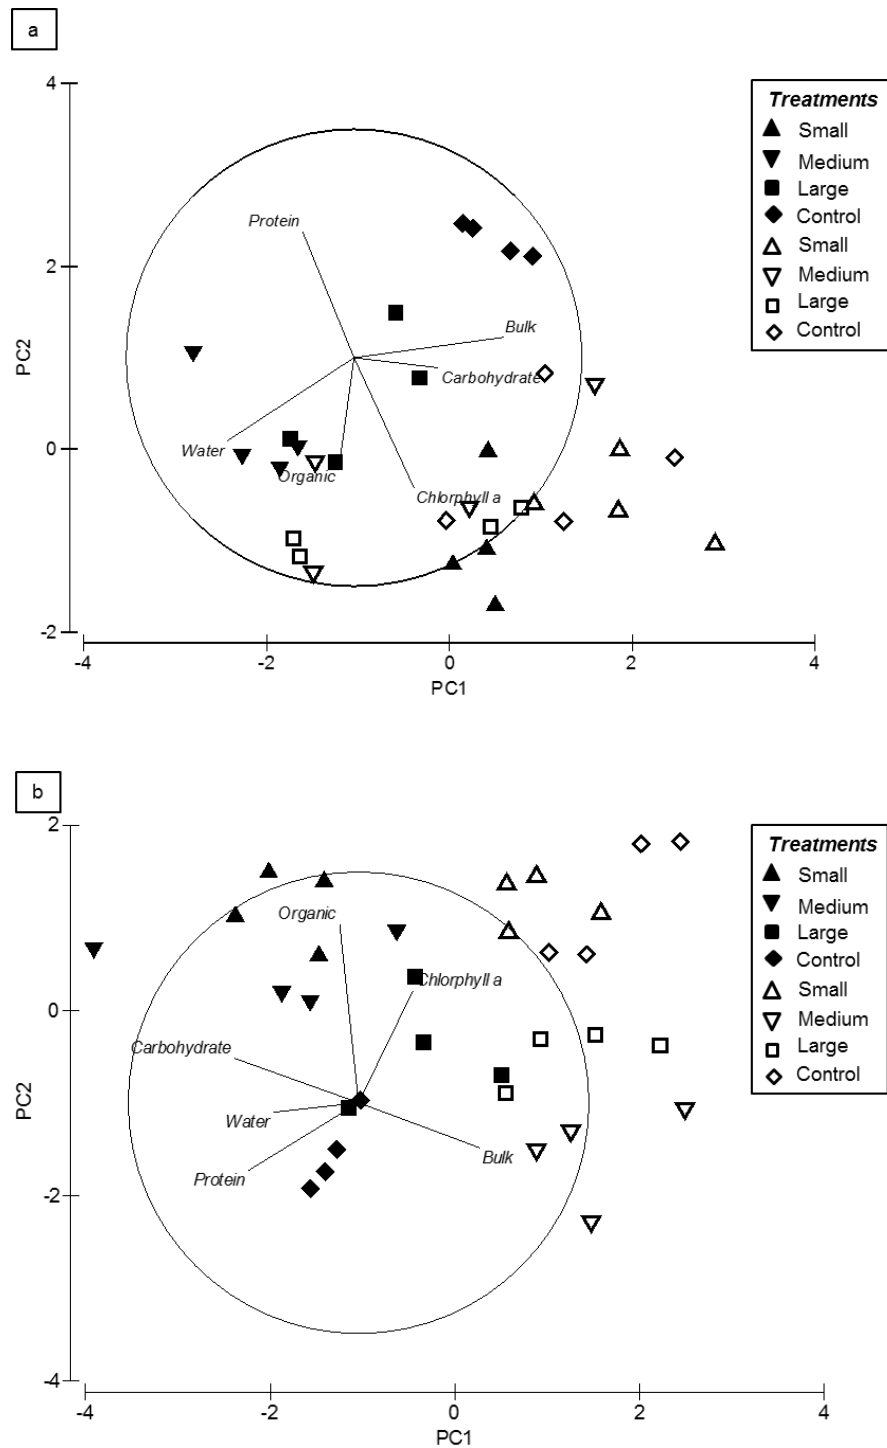 a
4
2
0
-2
PC2
-4
-2
0
2
4
PC1
Protein
Bulk
Carbohydrate
Water
Organic
Chlorphyll a
Treatments
Small
Medium
Large
Control
Small
Medium
Large
Control
b
2
0
-2
-4
PC2
-4
-2
0
2
4
PC1
Organic
Chlorphyll a
Carbohydrate
Water
Protein
Bulk
Treatments
Small
Medium
Large
Control
Small
Medium
Large
Control